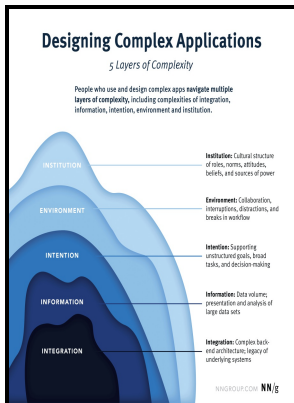 Designing Complex Applications
5 Layers of Complexity
People who use and design complex apps navigate multiple
layers of complexity, including complexities of integration,
information, intention, environment and institution.
INSTITUTION
Institution: Cultural structure
of roles, norms, attitudes,
beliefs, and sources of power
ENVIRONMENT
Environment: Collaboration,
interruptions, distractions, and
breaks in workflow
INTENTION
Intention: Supporting
unstructured goals, broad
tasks, and decision-making
INFORMATION
Information: Data volume;
presentation and analysis of
large data sets
INTEGRATION
Integration: Complex back-
end architecture; legacy of
underlying systems
NNGROUP.COM NN/g